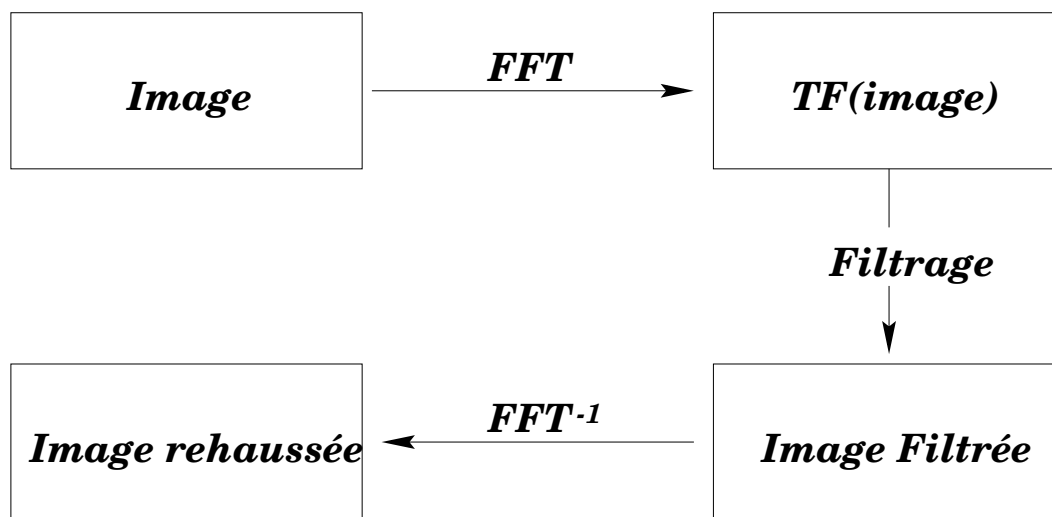 Image
FFT
TF(image)
Filtrage
Image rehaussée
FFT⁻¹
Image Filtrée